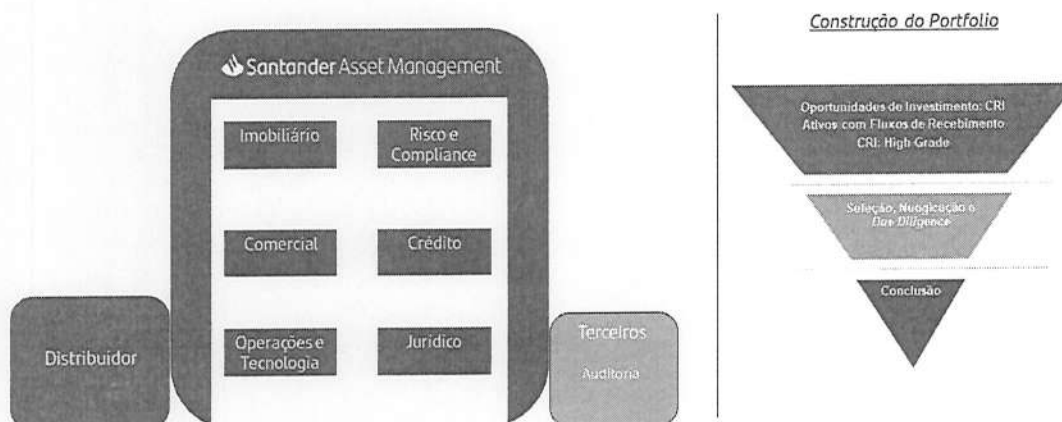 Santander Asset Management
Imobiliário
Risco e
Compliance
Comercial
Crédito
Operações e
Tecnologia
Jurídico
Distribuidor
Terceiros
Auditoria
Construção do Portfolio
Oportunidades de Investimento: CRI
Ativos com Fluxos de Recebimento
CRI: High Grade
Seleção,
Due Diligence
Conclusão